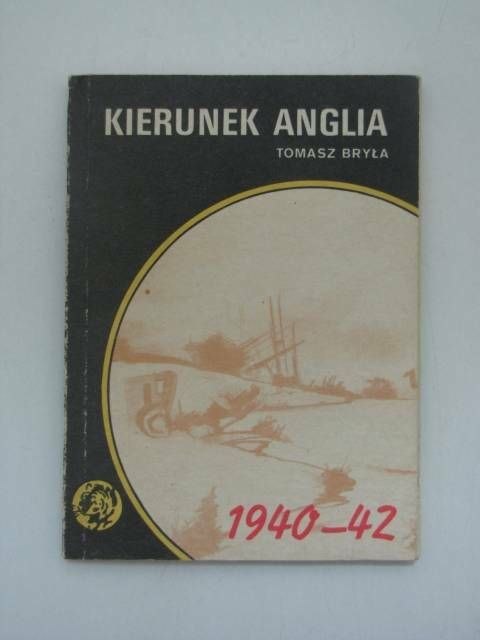 KIERUNEK ANGLIA
TOMASZ BRYŁA
1940-42